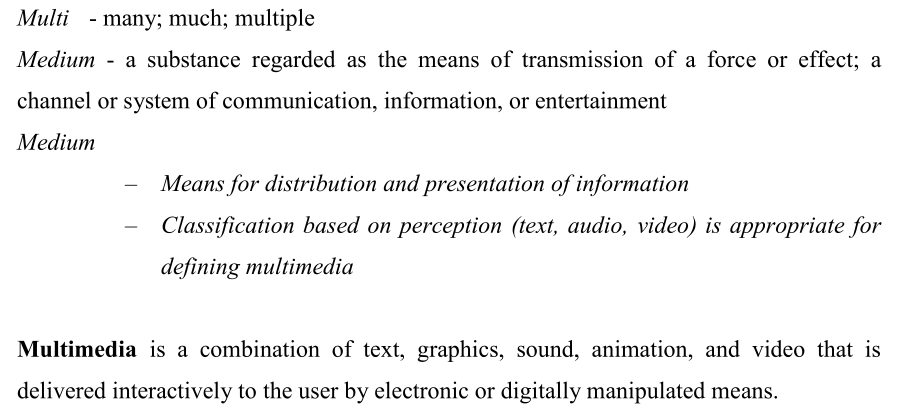 Multi - many; much; multiple
Medium - a substance regarded as the means of transmission of a force or effect; a
channel or system of communication, information, or entertainment
Medium
– Means for distribution and presentation of information
– Classification based on perception (text, audio, video) is appropriate for
defining multimedia
Multimedia is a combination of text, graphics, sound, animation, and video that is
delivered interactively to the user by electronic or digitally manipulated means.